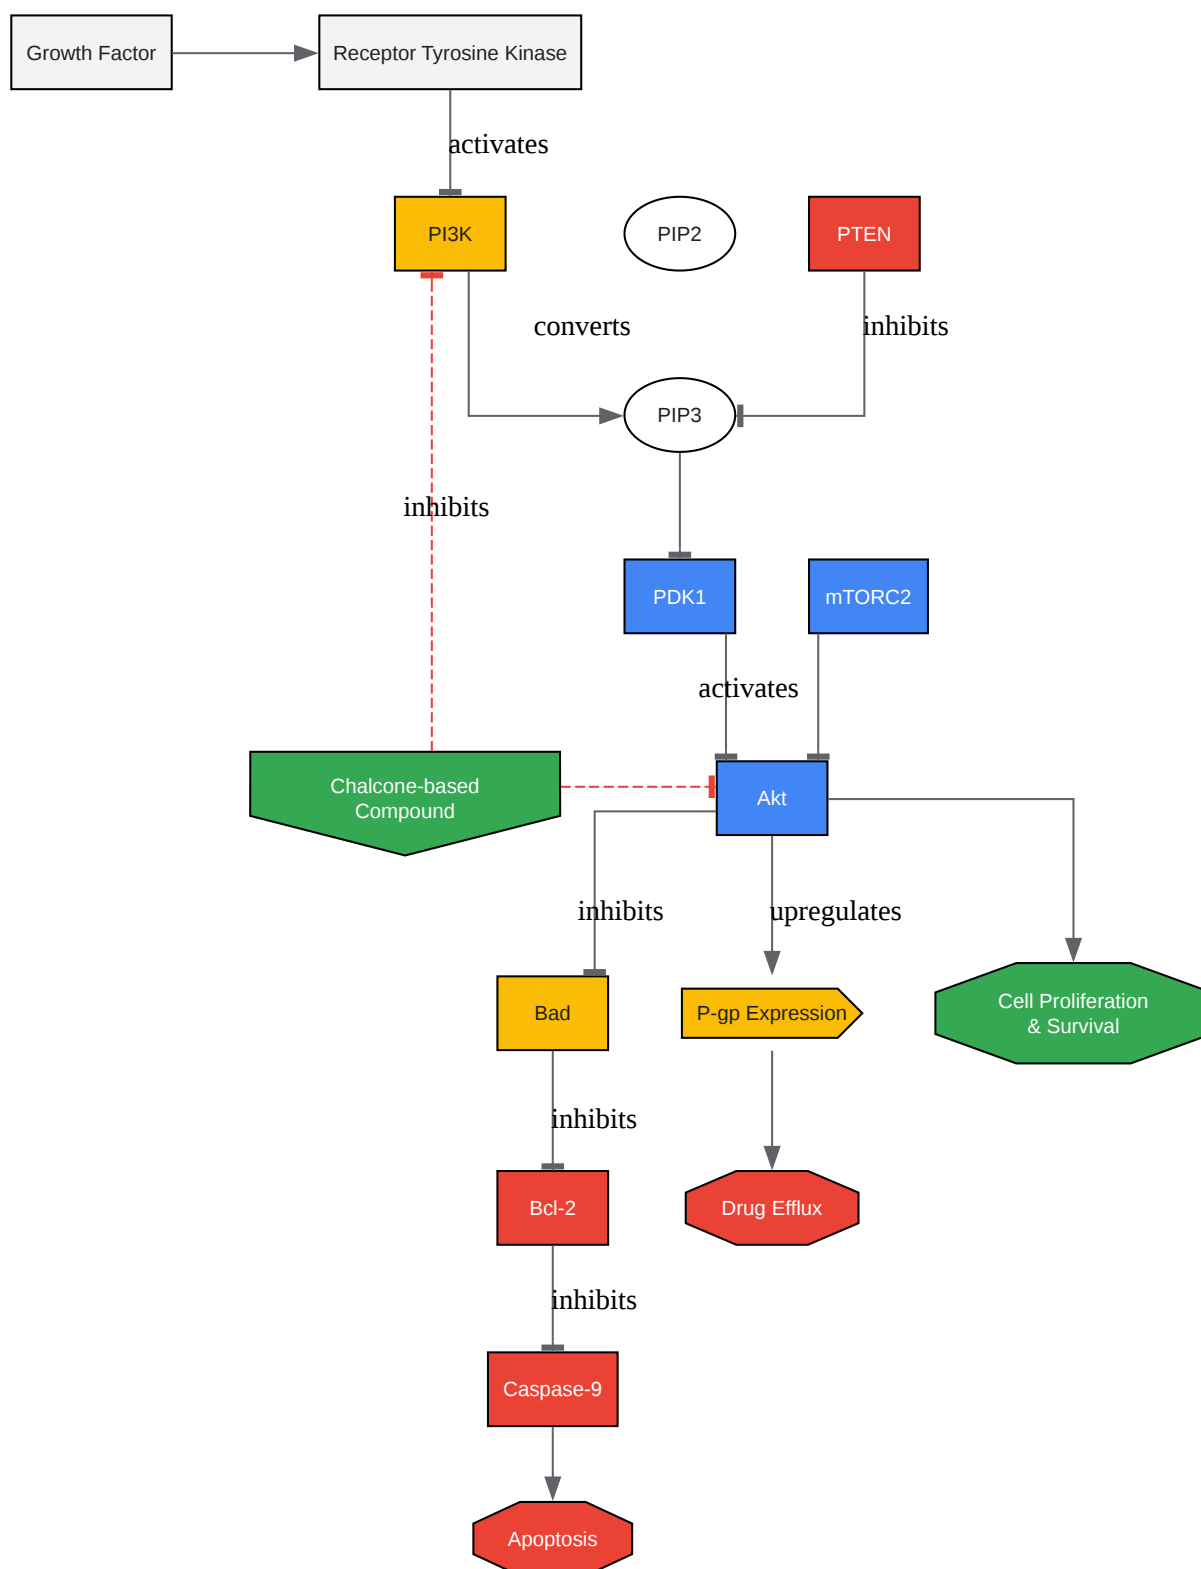 Growth Factor
Receptor Tyrosine Kinase
activates
PI3K
PIP2
PTEN
converts
inhibits
PIP3
inhibits
PDK1
mTORC2
activates
Chalcone-based
Compound
Akt
inhibits
upregulates
Bad
P-gp Expression
Cell Proliferation
& Survival
inhibits
Bcl-2
Drug Efflux
inhibits
Caspase-9
Apoptosis